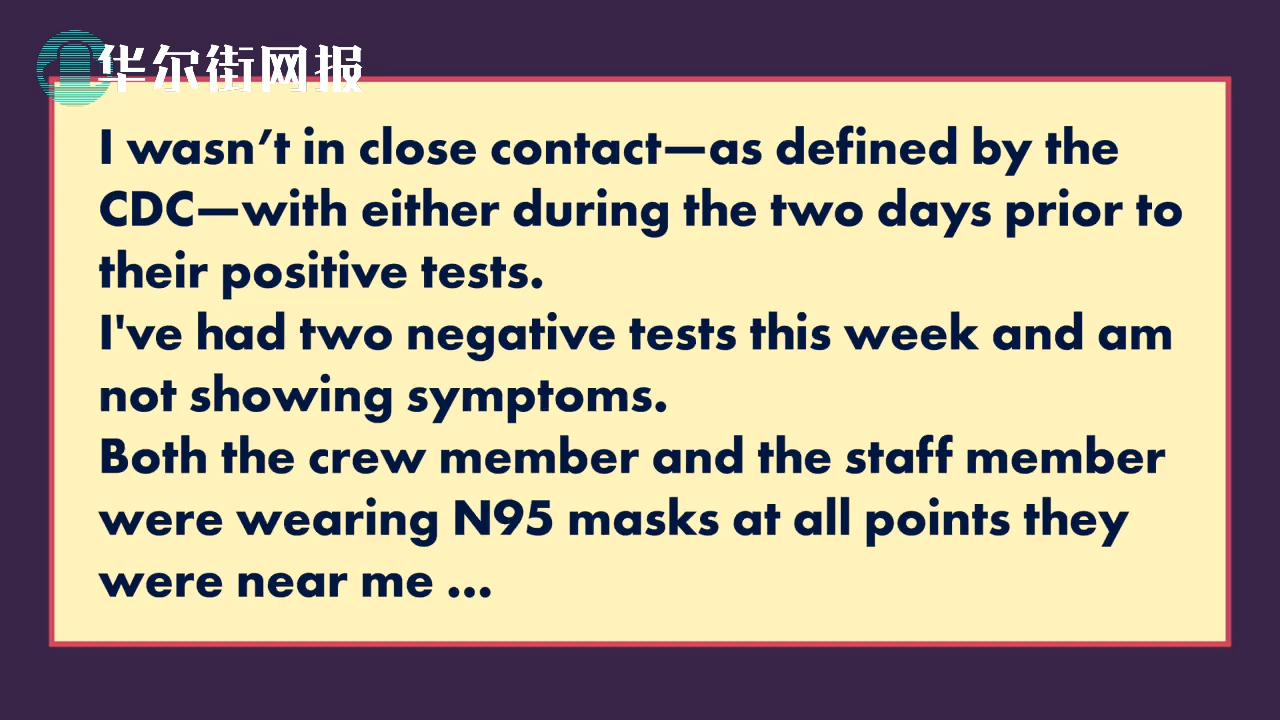 华尔街网报
I wasn’t in close contact—as defined by the
CDC—with either during the two days prior to
their positive tests.
I've had two negative tests this week and am
not showing symptoms.
Both the crew member and the staff member
were wearing N95 masks at all points they
were near me ...